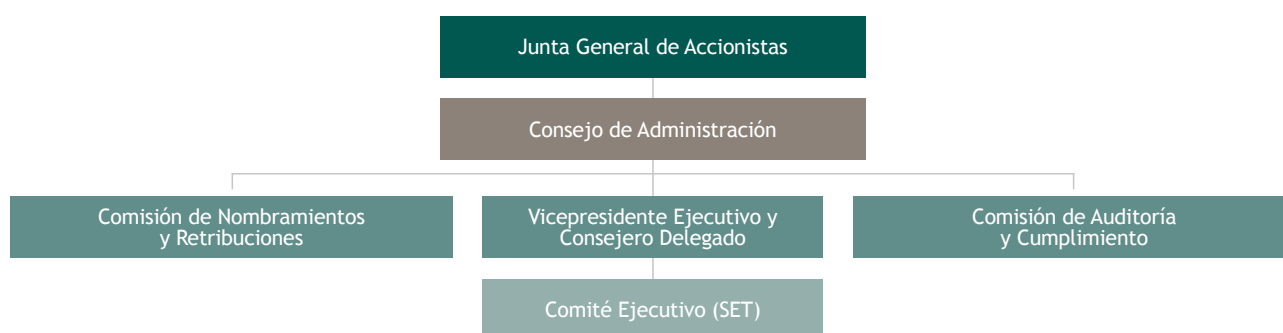 Junta General de Accionistas
Consejo de Administración
Comisión de Nombramientos
y Retribuciones
Vicepresidente Ejecutivo y
Consejero Delegado
Comisión de Auditoría
y Cumplimiento
Comité Ejecutivo (SET)